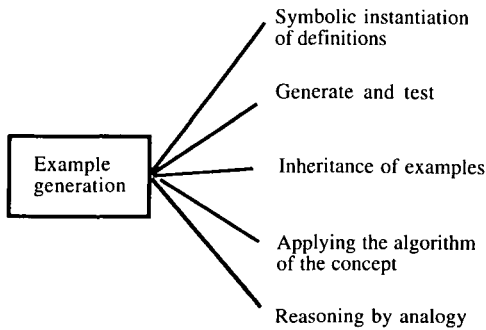 Symbolic instantiation
of definitions
Generate and test
Example
generation
Inheritance of examples
Applying the algorithm
of the concept
Reasoning by analogy